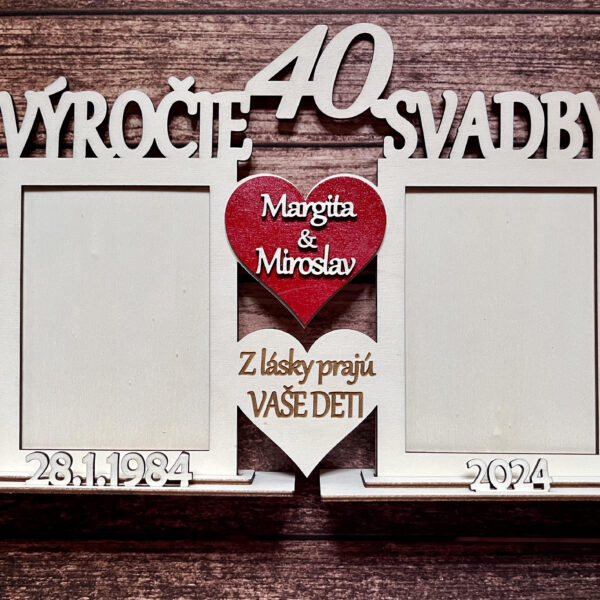 40
VÝROČIE SVADBY
Margita
&
Miroslav
Z lásky prajú
VAŠE DETI
28.1.1984
2024